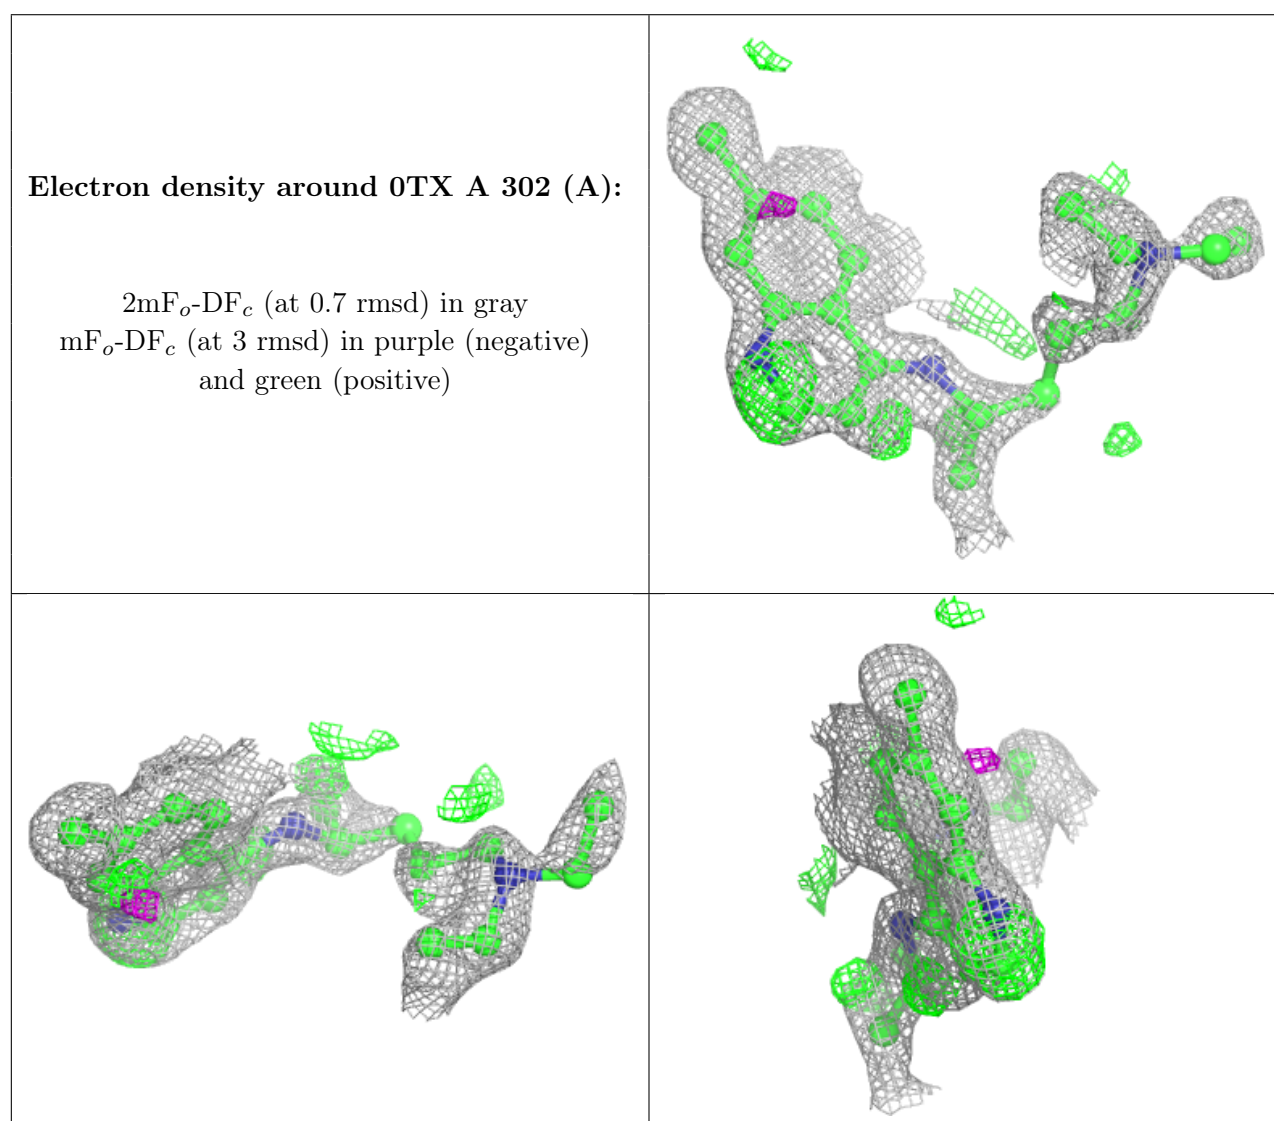 Electron density around 0TX A 302 (A):
2mFo-DFc (at 0.7 rmsd) in gray
mFo-DFc (at 3 rmsd) in purple (negative)
and green (positive)